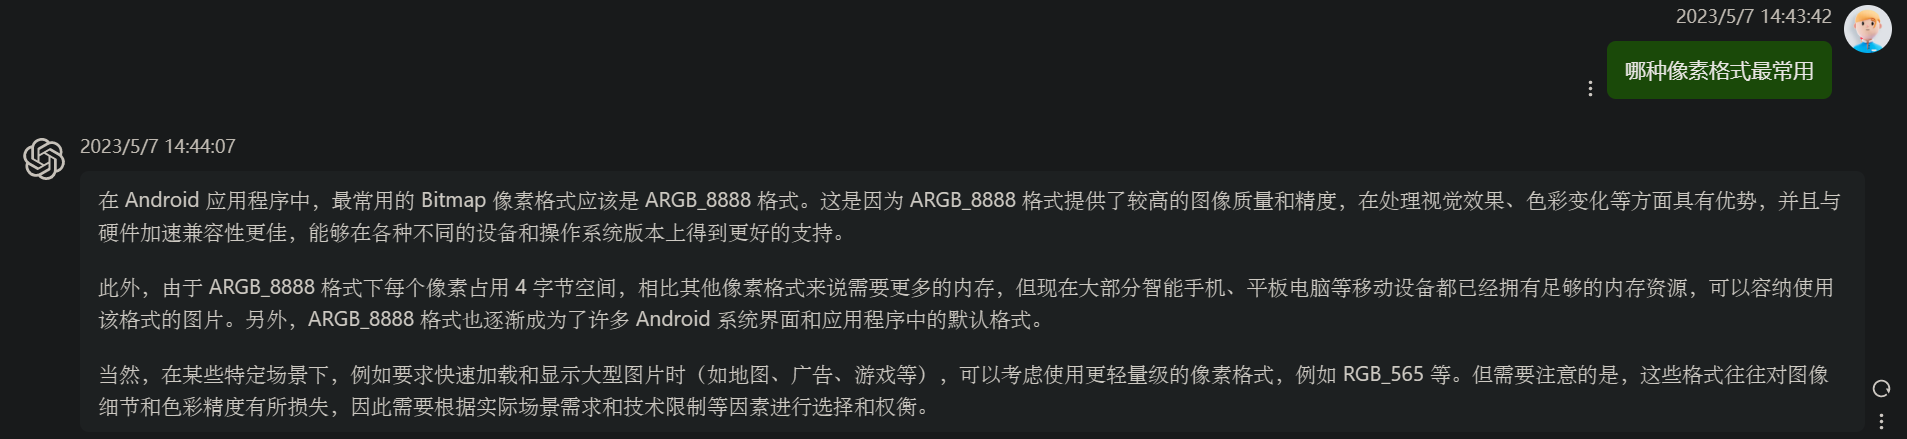 2023/5/7 14:43:42
哪种像素格式最常用
2023/5/7 14:44:07
在 Android 应用程序中，最常用的 Bitmap 像素格式应该是 ARGB_8888 格式。这是因为 ARGB_8888 格式提供了较高的图像质量和精度，在处理视觉效果、色彩变化等方面具有优势，并且与
硬件加速兼容性更佳，能够在各种不同的设备和操作系统版本上得到更好的支持。
此外，由于 ARGB_8888 格式下每个像素占用 4 字节空间，相比其他像素格式来说需要更多的内存，但现在大部分智能手机、平板电脑等移动设备都已经拥有足够的内存资源，可以容纳使用
该格式的图片。另外，ARGB_8888 格式也逐渐成为了许多 Android 系统界面和应用程序中的默认格式。
当然，在某些特定场景下，例如要求快速加载和显示大型图片时（如地图、广告、游戏等），可以考虑使用更轻量级的像素格式，例如 RGB_565 等。但需要注意的是，这些格式往往对图像
细节和色彩精度有所损失，因此需要根据实际场景需求和技术限制等因素进行选择和权衡。